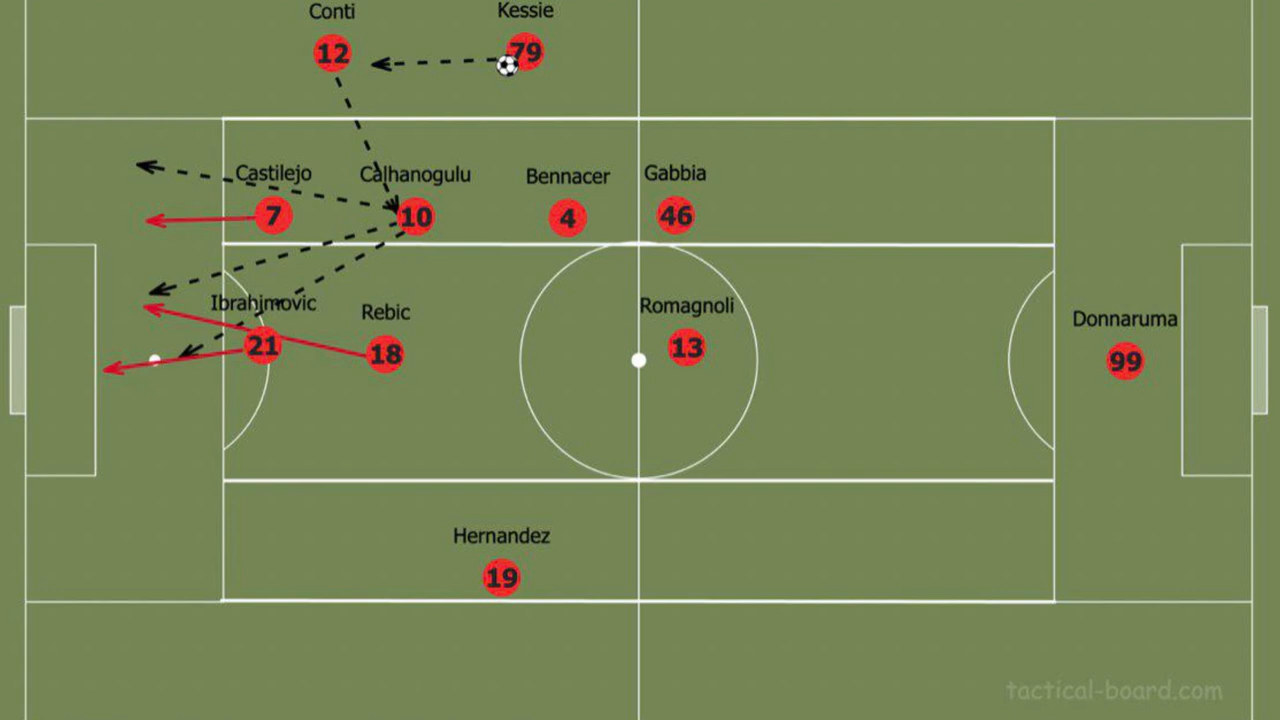 Conti
Kessie
12
79
Castilejo
Calhanogulu
Bennacer
Gabbia
7
10
4
46
Ibrahimovic
Rebic
Romagnoli
Donnaruma
21
18
13
99
Hernandez
19
tactical-board.com